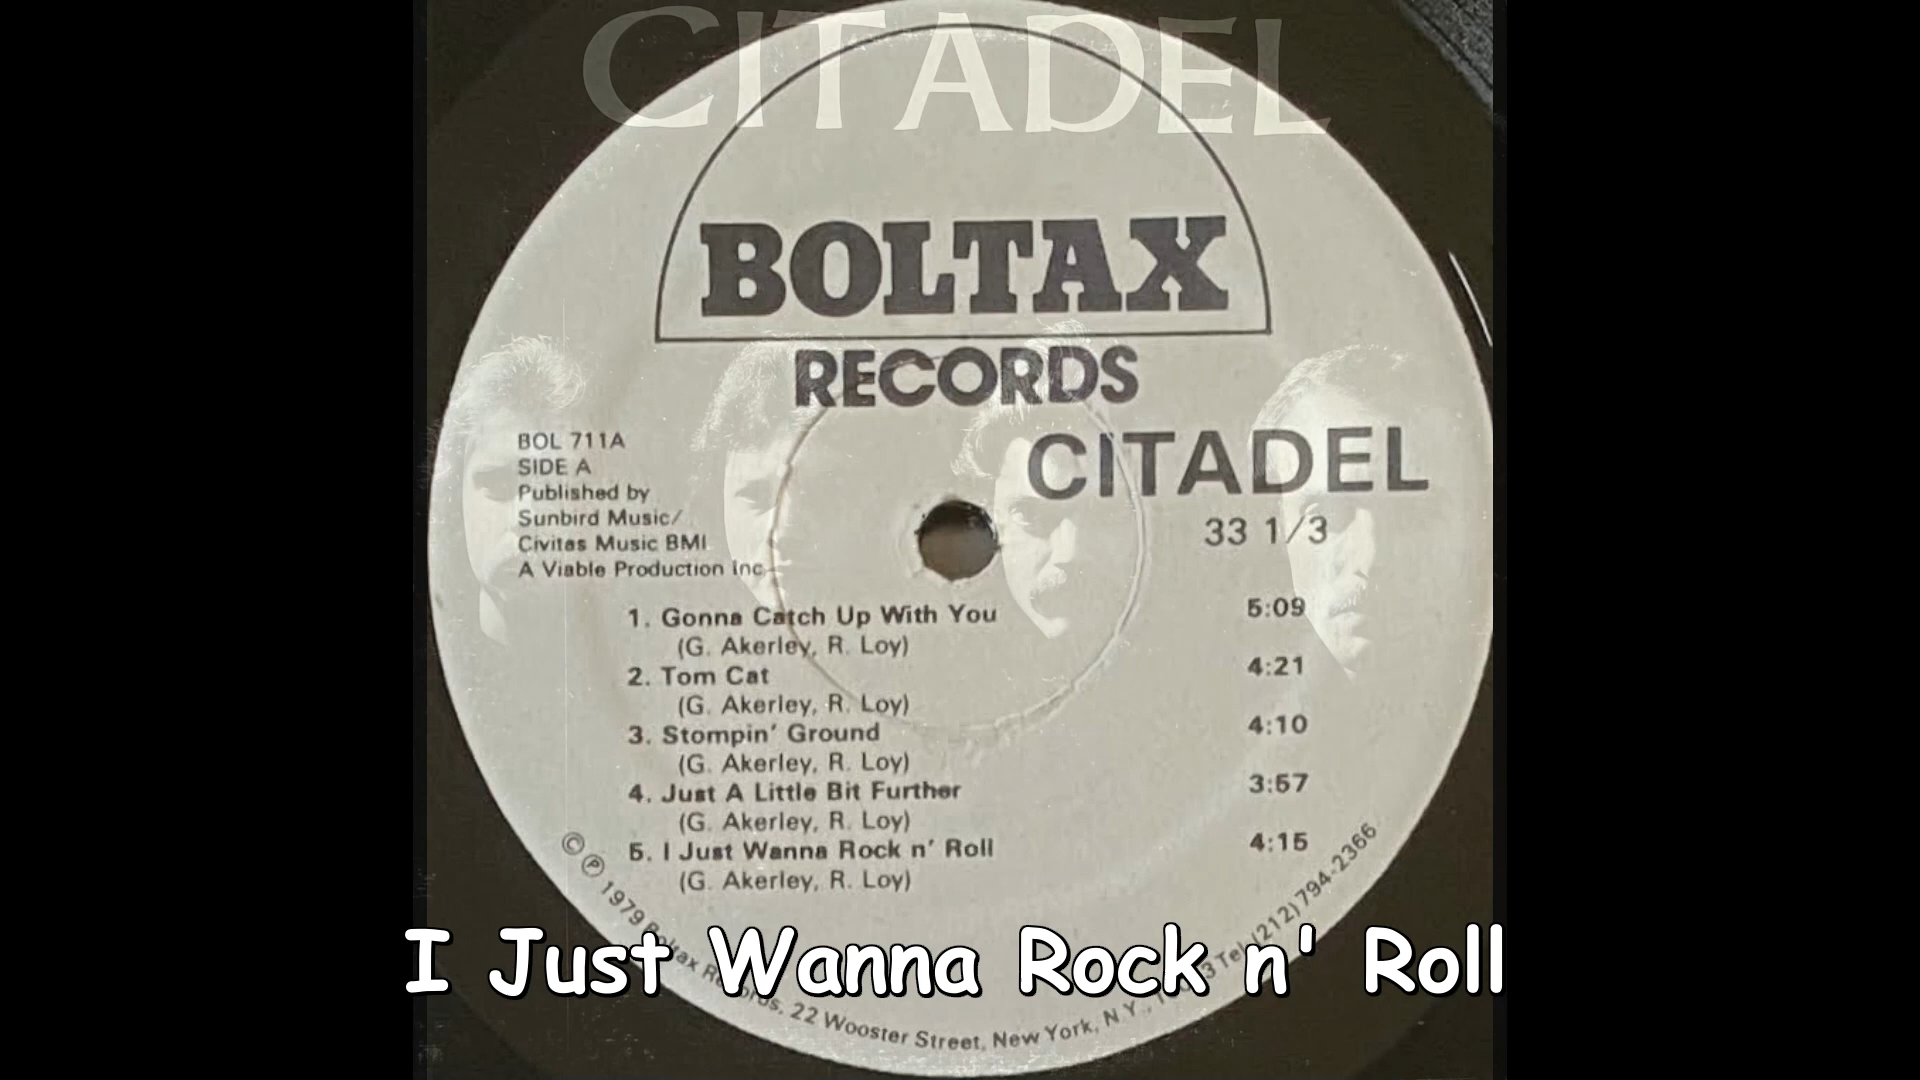 CITADEL
BOLTAX
RECORDS
CITADEL
33 1/3
BOL 711A
SIDE A
Published by
Sunbird Music/
Civitas Music BMI
A Viable Production Inc
1. Gonna Catch Up With You 5:09
(G. Akerley, R. Loy)
2. Tom Cat 4:21
(G. Akerley, R. Loy)
3. Stompin' Ground 4:10
(G. Akerley, R. Loy)
4. Just A Little Bit Further 3:57
(G. Akerley, R. Loy)
5. I Just Wanna Rock n' Roll 4:15
(G. Akerley, R. Loy)
© ℗ 1979 Boltax Records, 22 Wooster Street, New York, N.Y., Tel (212) 794-2366
I Just Wanna Rock n' Roll